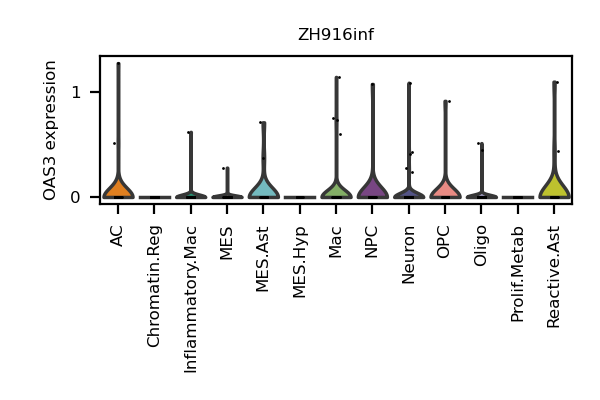 ZH916inf
OAS3 expression
1
0
AC
Chromatin.Reg
Inflammatory.Mac
MES
MES.Ast
MES.Hyp
Mac
NPC
Neuron
OPC
Oligo
Prolif.Metab
Reactive.Ast